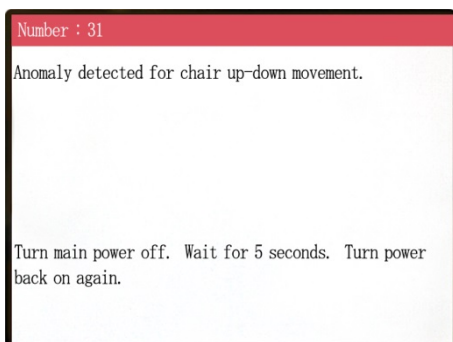 Number : 31
Anomaly detected for chair up-down movement.
Turn main power off. Wait for 5 seconds. Turn power
back on again.